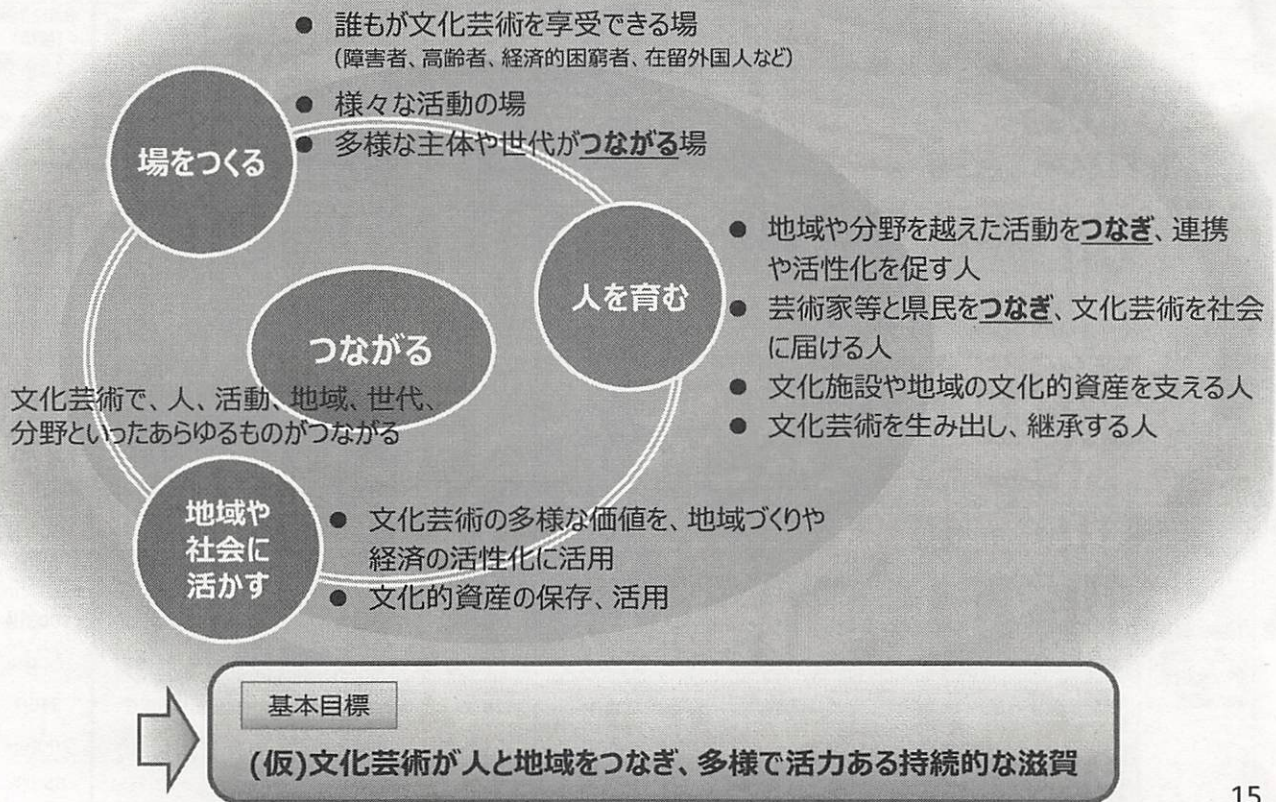 ● 誰もが文化芸術を享受できる場
(障害者、高齢者、経済的困窮者、在留外国人など)
● 様々な活動の場
● 多様な主体や世代がつながる場
場をつくる
人を育む
● 地域や分野を越えた活動をつなぎ、連携
や活性化を促す人
● 芸術家等と県民をつなぎ、文化芸術を社会
に届ける人
● 文化施設や地域の文化的資産を支える人
● 文化芸術を生み出し、継承する人
つながる
文化芸術で、人、活動、地域、世代、
分野といったあらゆるものがつながる
地域や
社会に
活かす
● 文化芸術の多様な価値を、地域づくりや
経済の活性化に活用
● 文化的資産の保存、活用
基本目標
(仮)文化芸術が人と地域をつなぎ、多様で活力ある持続的な滋賀
15